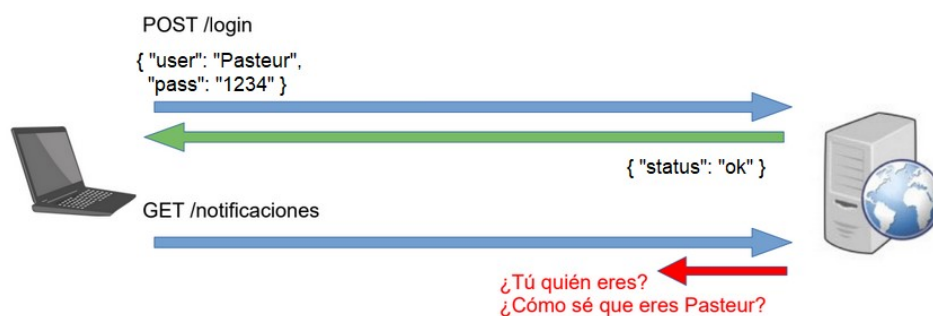 POST /login
{ "user": "Pasteur",
"pass": "1234" }
{ "status": "ok" }
GET /notificaciones
¿Tú quién eres?
¿Cómo sé que eres Pasteur?